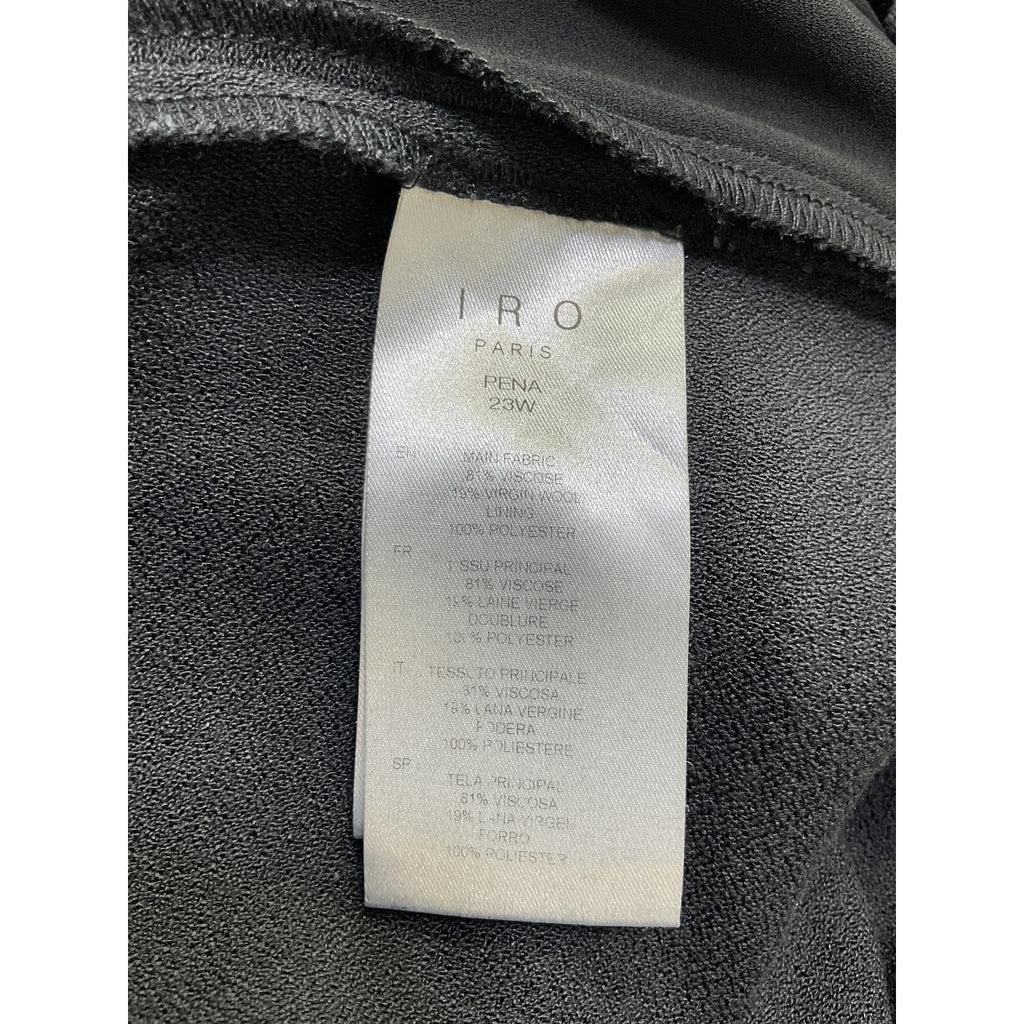 IRO
PARIS
PENA
23W
EN
MAIN FABRIC
81% VISCOSE
19% VIRGIN WOOL
LINING
100% POLYESTER
FR
TISSU PRINCIPAL
81% VISCOSE
19% LAINE VIERGE
DOUBLURE
100% POLYESTER
IT
TESSUTO PRINCIPALE
81% VISCOSA
19% LANA VERGINE
FODERA
100% POLIESTERE
SP
TELA PRINCIPAL
81% VISCOSA
19% LANA VIRGEN
FORRO
100% POLIESTER